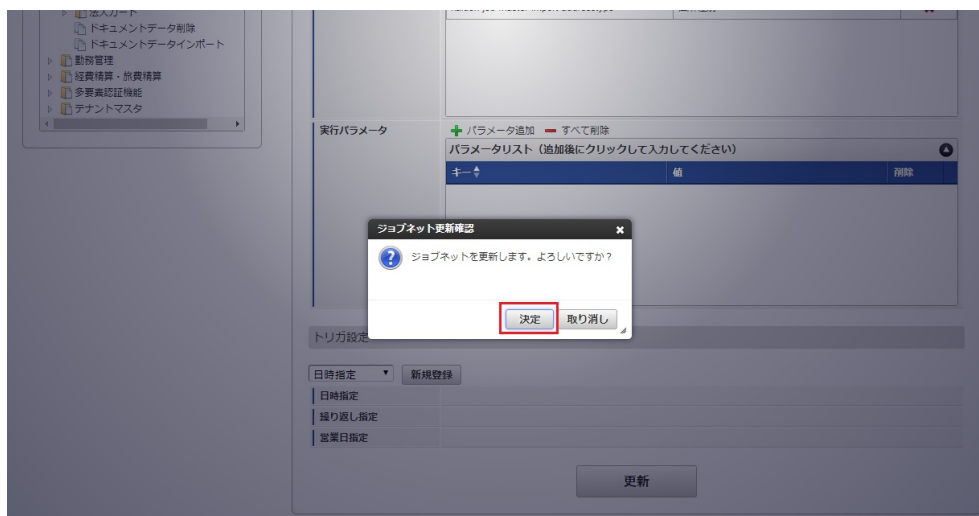 法人カード
ドキュメントデータ削除
ドキュメントデータインポート
勤務管理
経費精算・旅費精算
多要素認証機能
テナントマスタ
実行パラメータ
パラメータ追加 すべて削除
パラメータリスト（追加後にクリックして入力してください）
キー 値 削除
ジョブネット更新確認
ジョブネットを更新します。よろしいですか？
決定 取り消し
トリガ設定
日時指定 新規登録
日時指定
繰り返し指定
営業日指定
更新